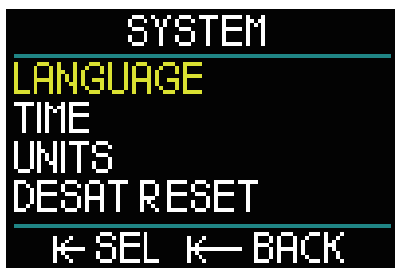 SYSTEM
LANGUAGE
TIME
UNITS
DESAT RESET
SEL BACK